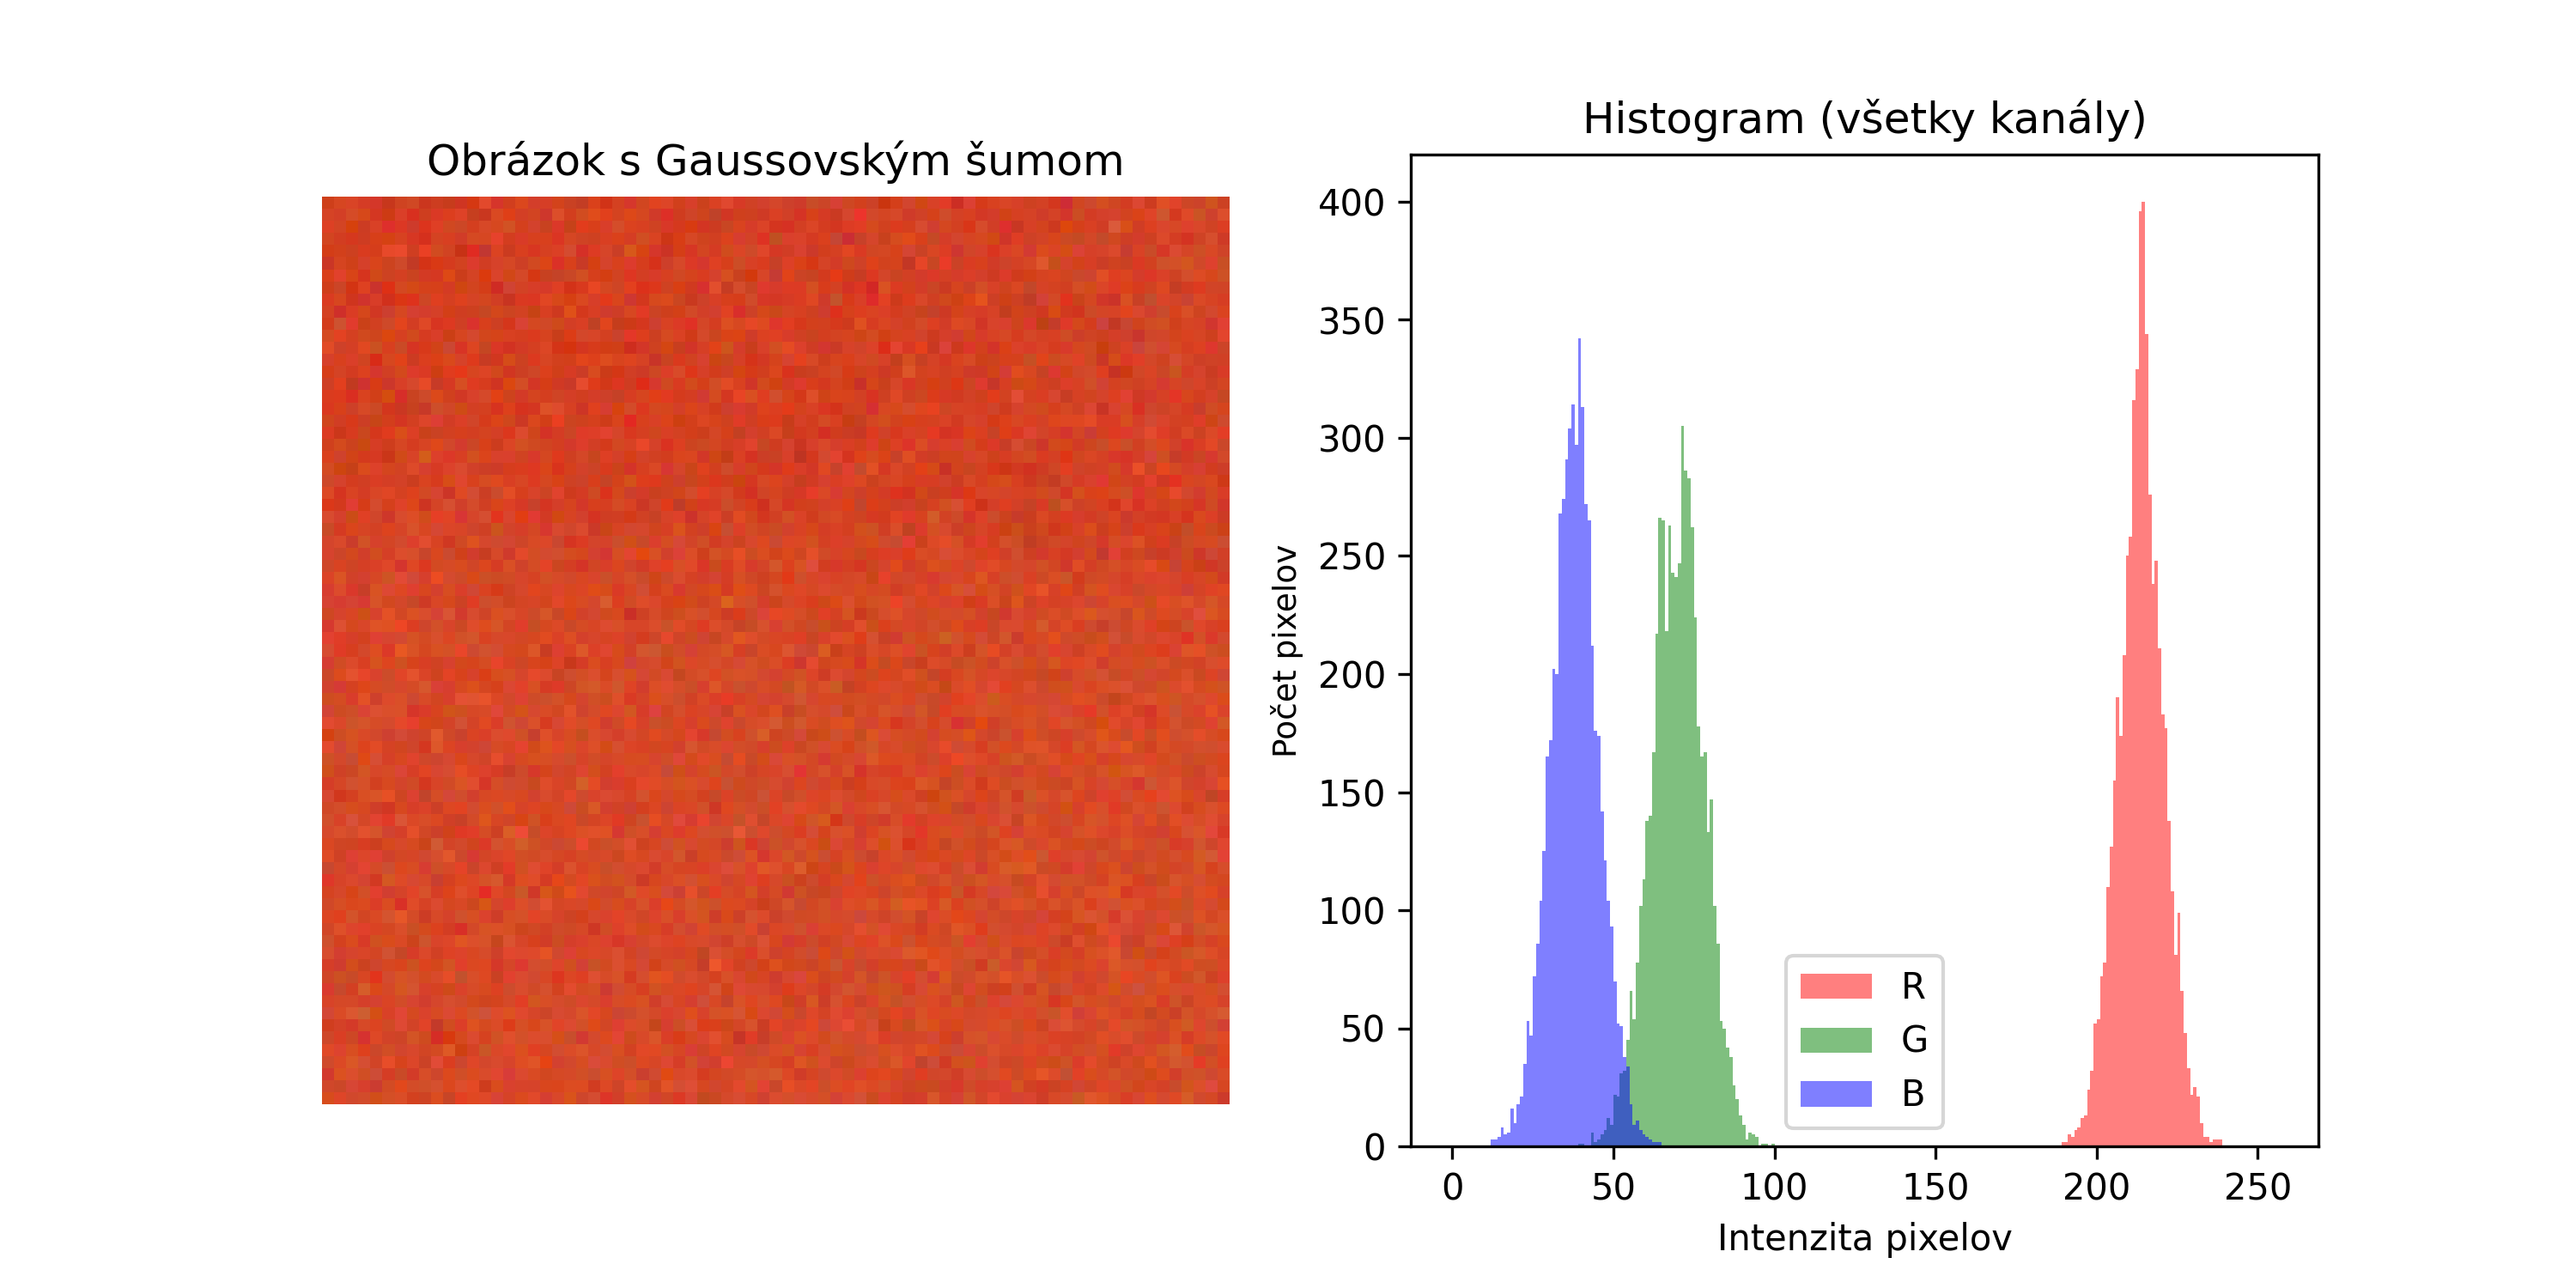 Obrázok s Gaussovským šumom
Histogram (všetky kanály)
400
350
300
250
200
150
100
50
0
Počet pixelov
R
G
B
0 50 100 150 200 250
Intenzita pixelov